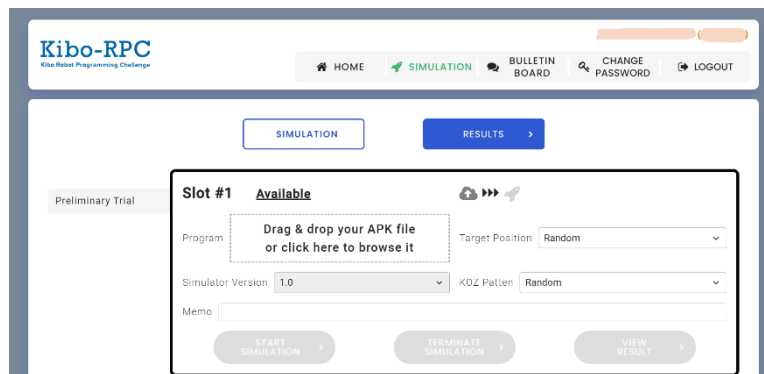 Kibo-RPC
Kibo Robot Programming Challenge
HOME
SIMULATION
BULLETIN
BOARD
CHANGE
PASSWORD
LOGOUT
SIMULATION
RESULTS
Preliminary Trial
Slot #1 Available
Program
Drag & drop your APK file
or click here to browse it
Target Position Random
Simulator Version 1.0
KOZ Patten Random
Memo
START
SIMULATION
TERMINATE
SIMULATION
VIEW
RESULT